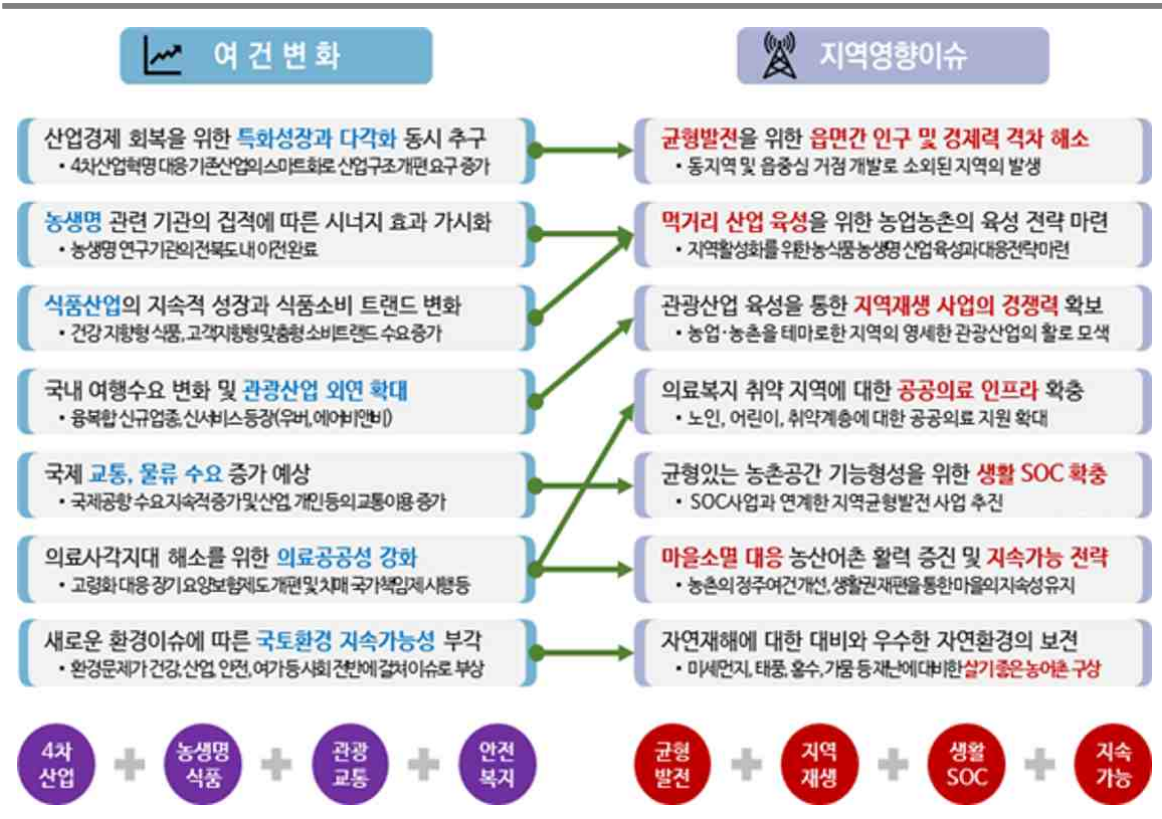 여건변화
산업경제 회복을 위한 특화성장과 다각화 동시 추구
• 4차산업혁명 대응 기존산업의 스마트화로 산업구조 개편 요구 증가
농생명 관련 기관의 집적에 따른 시너지 효과 가시화
• 농생명 연구기관의 전북도내 이전 완료
식품산업의 지속적 성장과 식품소비 트랜드 변화
• 건강 지향형 식품, 고객지향형 맞춤형 소비트랜드 수요 증가
국내 여행수요 변화 및 관광산업 외연 확대
• 융복합 신규업종, 신서비스 등장(우버, 에어비앤비)
국제 교통, 물류 수요 증가 예상
• 국제공항 수요 지속적 증가 및 산업, 개인 등의 교통이용 증가
의료사각지대 해소를 위한 의료공공성 강화
• 고령화 대응 장기요양보험제도 개편 및 치매 국가책임제 시행 등
새로운 환경이슈에 따른 국토환경 지속가능성 부각
• 환경문제가 건강, 산업, 안전, 여가 등 사회 전반에 걸쳐 이슈로 부상
4차
산업
농생명
식품
관광
교통
안전
복지
지역영향이슈
균형발전을 위한 읍면간 인구 및 경제력 격차 해소
• 동지역 및 읍중심 거점 개발로 소외된 지역의 발생
먹거리 산업 육성을 위한 농업농촌의 육성 전략 마련
• 지역활성화를 위한 농식품 농생명 산업 육성과 대응전략 마련
관광산업 육성을 통한 지역재생 사업의 경쟁력 확보
• 농업·농촌을 테마로한 지역의 영세한 관광산업의 활로 모색
의료복지 취약 지역에 대한 공공의료 인프라 확충
• 노인, 어린이, 취약계층에 대한 공공의료 지원 확대
균형있는 농촌공간 기능형성을 위한 생활 SOC 확충
• SOC사업과 연계한 지역균형발전 사업 추진
마을소멸 대응 농산어촌 활력 증진 및 지속가능 전략
• 농촌의 정주여건 개선, 생활권 재편을 통한 마을의 지속성 유지
자연재해에 대한 대비와 우수한 자연환경의 보전
• 미세먼지, 태풍, 홍수, 가뭄 등 재난에 대비한 살기 좋은 농어촌 구상
균형
발전
지역
재생
생활
SOC
지속
가능